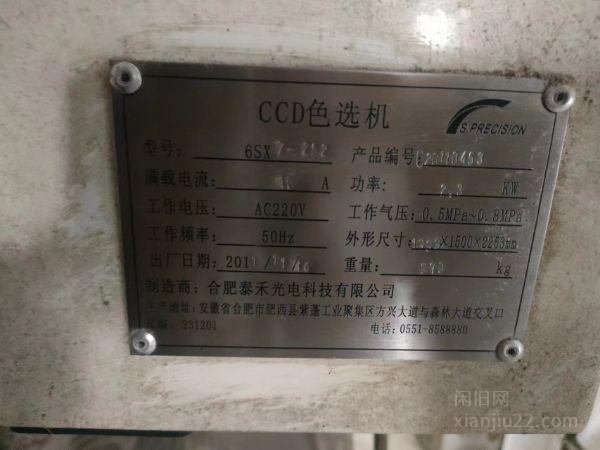 CCD色选机
S.PRECISION
型号: 6SX 产品编号:
满载电流: A 功率: KW
工作电压: AC220V 工作气压: 0.5MPa~0.8MPa
工作频率: 50Hz 外形尺寸: X1500X2253mm
出厂日期: 重量: kg
制造商: 合肥泰禾光电科技有限公司
生产地址: 安徽省合肥市肥西县紫蓬工业聚集区方兴大道与森林大道交叉口
邮编: 231201 电话: 0551-8588880
闲旧网
xianjiu22.com